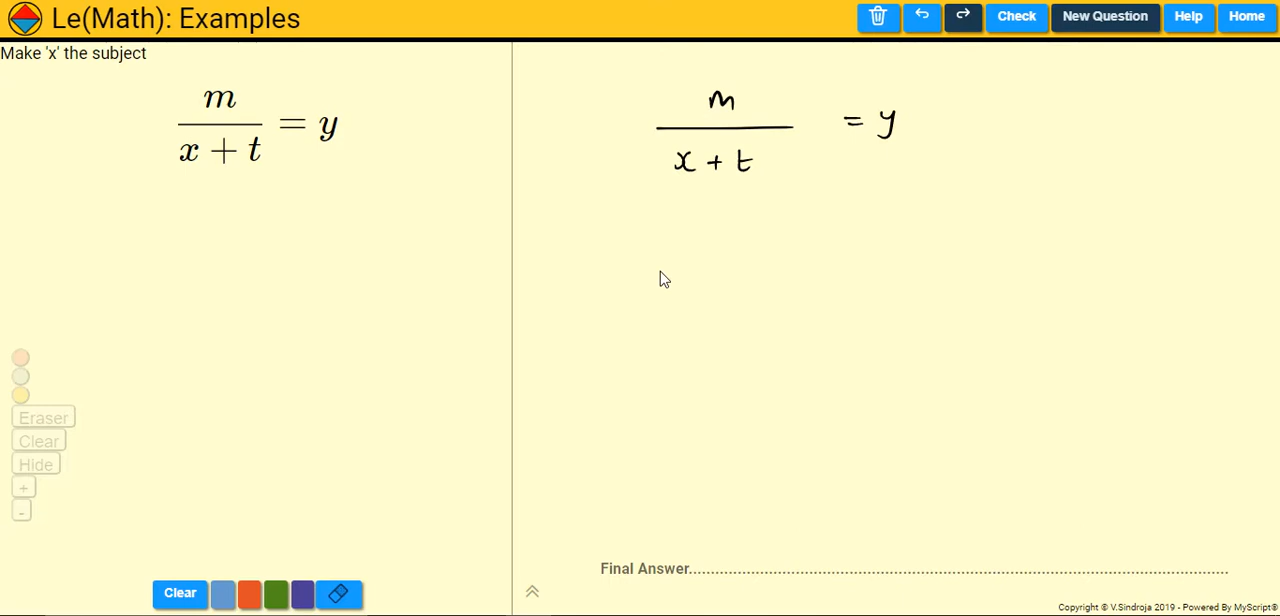 Le(Math): Examples
Check
New Question
Help
Home
Make 'x' the subject
m
x + t
= y
m
x + t
= y
Eraser
Clear
Hide
+
-
Final Answer........................................................................................................................
Clear
Copyright © V.Sindroja 2019 - Powered By MyScript®